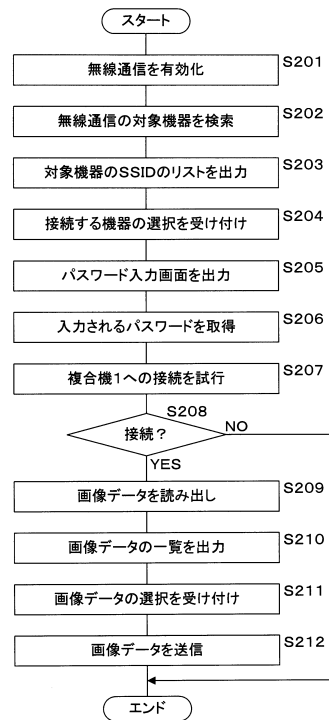 スタート
無線通信を有効化
S201
無線通信の対象機器を検索
S202
対象機器のSSIDのリストを出力
S203
接続する機器の選択を受け付け
S204
パスワード入力画面を出力
S205
入力されるパスワードを取得
S206
複合機1への接続を試行
S207
S208
接続?
NO
YES
画像データを読み出し
S209
画像データの一覧を出力
S210
画像データの選択を受け付け
S211
画像データを送信
S212
エンド